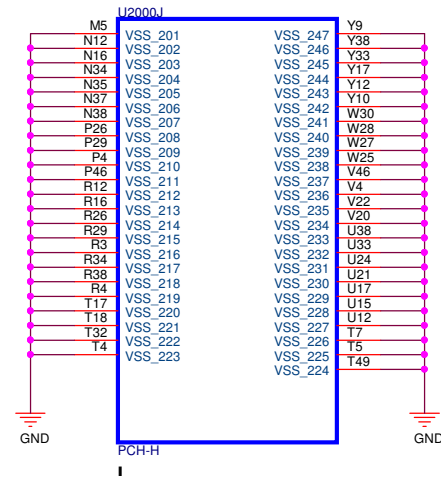 U2000J
M5 VSS_201 VSS_247 Y9
N12 VSS_202 VSS_246 Y38
N16 VSS_203 VSS_245 Y33
N34 VSS_204 VSS_244 Y17
N35 VSS_205 VSS_243 Y12
N37 VSS_206 VSS_242 Y10
N38 VSS_207 VSS_241 W30
P26 VSS_208 VSS_240 W28
P29 VSS_209 VSS_239 W27
P4 VSS_210 VSS_238 W25
P46 VSS_211 VSS_237 V46
R12 VSS_212 VSS_236 V4
R16 VSS_213 VSS_235 V22
R26 VSS_214 VSS_234 V20
R29 VSS_215 VSS_233 U38
R3 VSS_216 VSS_232 U33
R34 VSS_217 VSS_231 U24
R38 VSS_218 VSS_230 U21
R4 VSS_219 VSS_229 U17
T17 VSS_220 VSS_228 U15
T18 VSS_221 VSS_227 U12
T32 VSS_222 VSS_226 T7
T4 VSS_223 VSS_225 T5
VSS_224 T49
GND GND
PCH-H